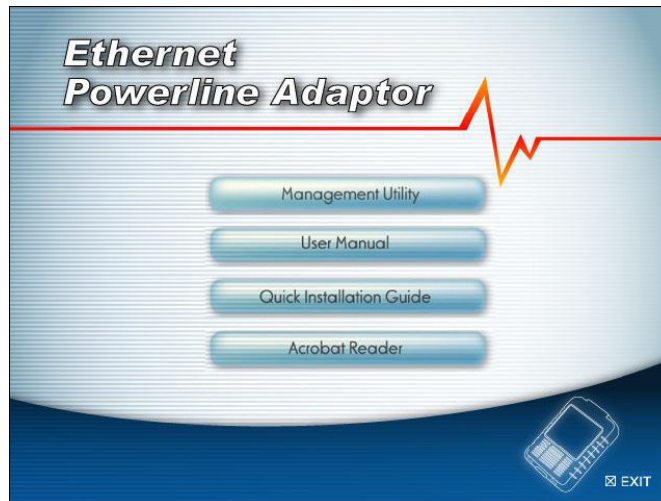 Ethernet
Powerline Adaptor
Management Utility
User Manual
Quick Installation Guide
Acrobat Reader
EXIT